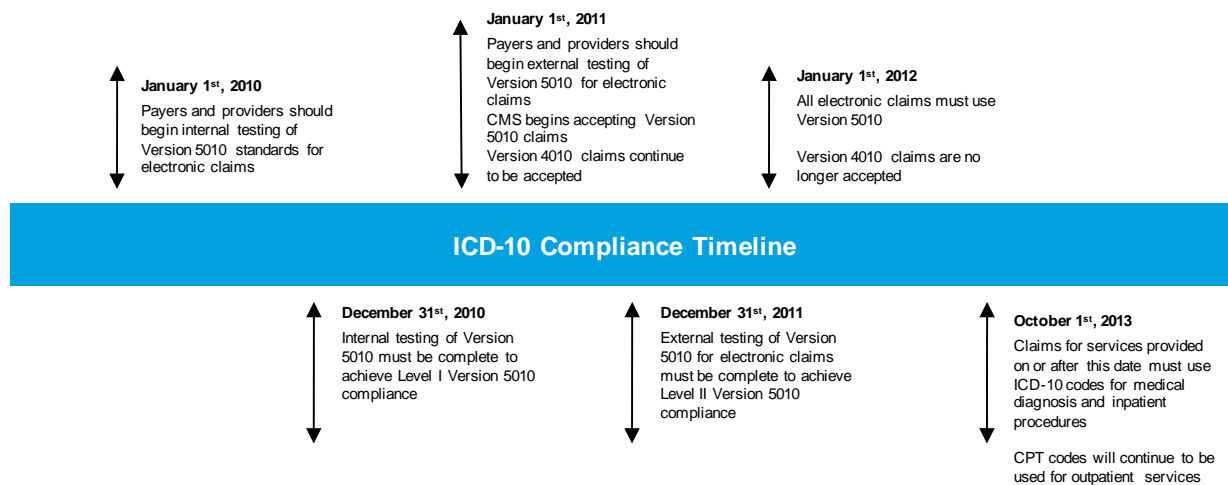 January 1st, 2011
Payers and providers should
begin external testing of
Version 5010 for electronic
claims
CMS begins accepting Version
5010 claims
Version 4010 claims continue
to be accepted
January 1st, 2010
Payers and providers should
begin internal testing of
Version 5010 standards for
electronic claims
January 1st, 2012
All electronic claims must use
Version 5010
Version 4010 claims are no
longer accepted
ICD-10 Compliance Timeline
December 31st, 2010
Internal testing of Version
5010 must be complete to
achieve Level I Version 5010
compliance
December 31st, 2011
External testing of Version
5010 for electronic claims
must be complete to achieve
Level II Version 5010
compliance
October 1st, 2013
Claims for services provided
on or after this date must use
ICD-10 codes for medical
diagnosis and inpatient
procedures
CPT codes will continue to be
used for outpatient services